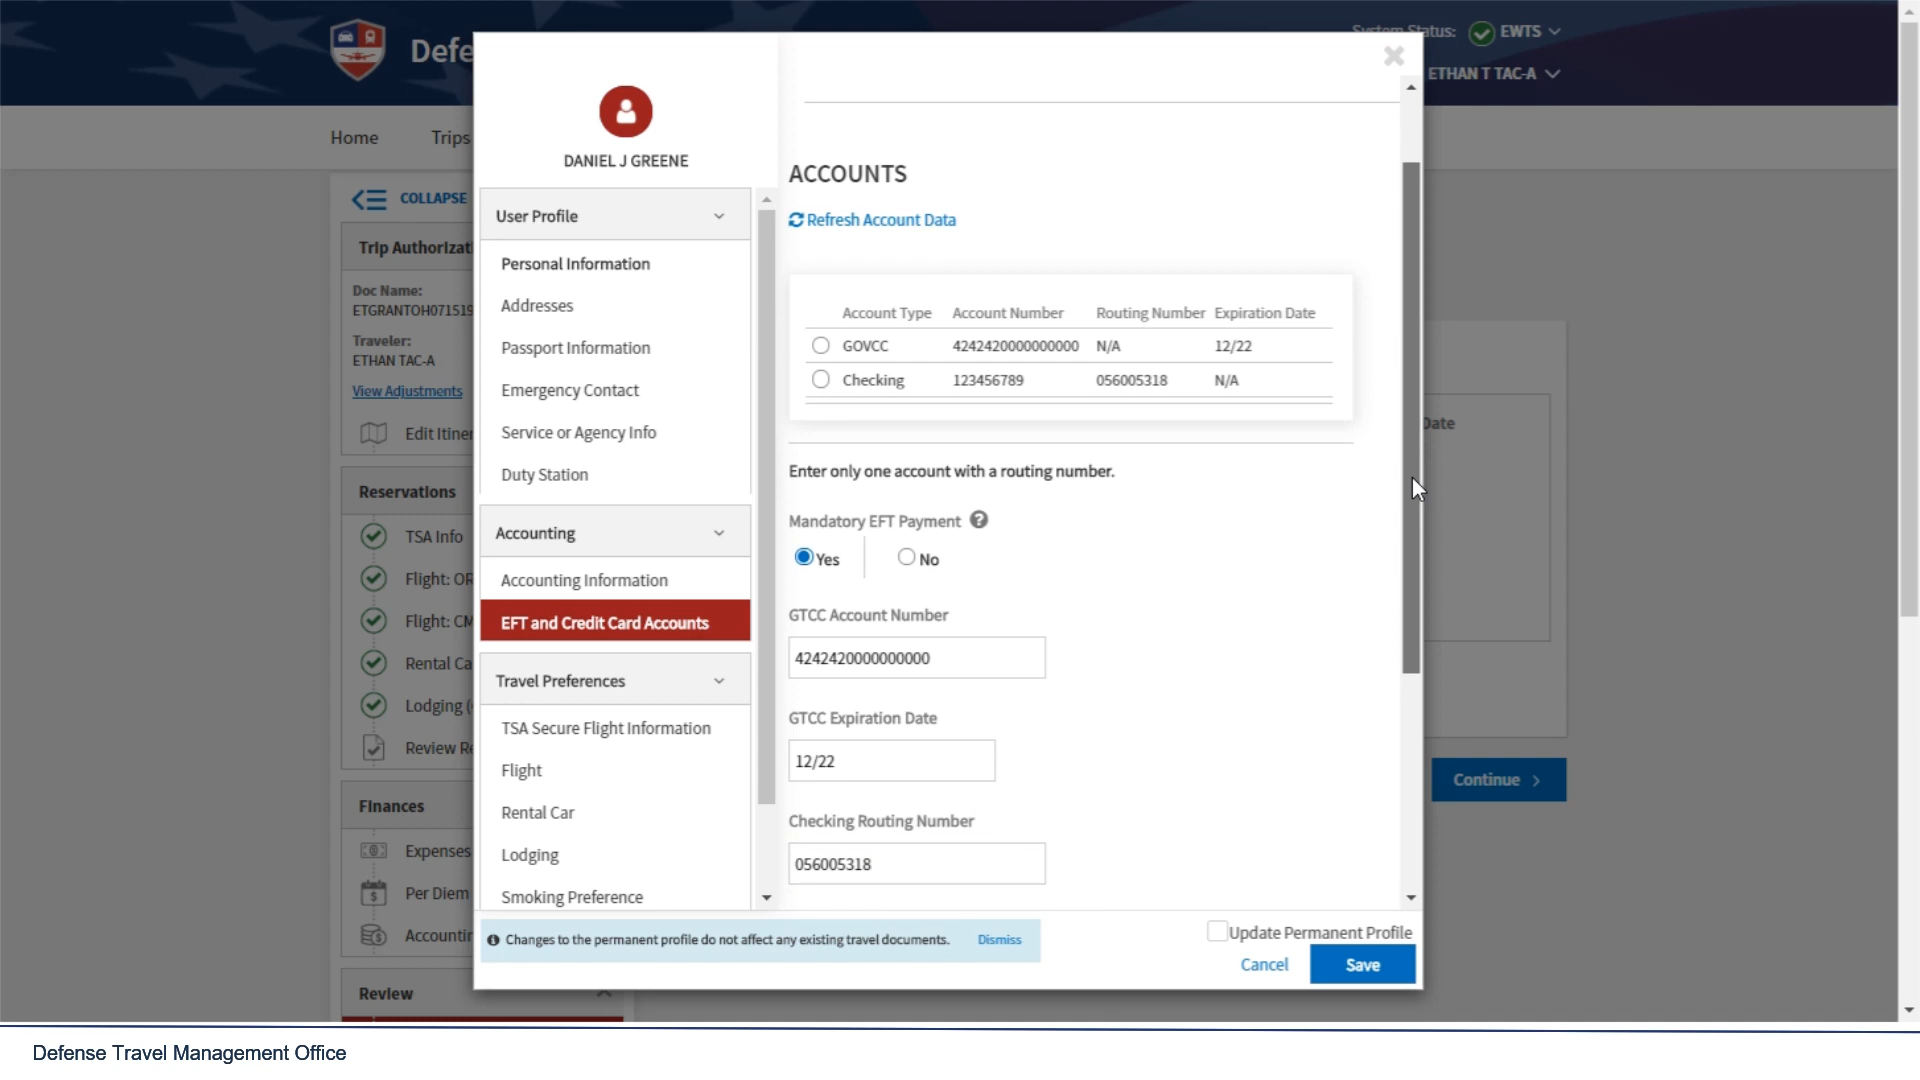 System Status: EWTS
Defe
ETHAN T TAC-A
Home Trips
COLLAPSE
Trip Authorizati
Doc Name:
ETGRANTOH071519
Traveler:
ETHAN TAC-A
View Adjustments
Edit Itiner
Reservations
TSA Info
Flight: OR
Flight: CM
Rental Ca
Lodging (
Review Re
Finances
Expenses
Per Diem
Accountin
Review
DANIEL J GREENE
User Profile
Personal Information
Addresses
Passport Information
Emergency Contact
Service or Agency Info
Duty Station
Accounting
Accounting Information
EFT and Credit Card Accounts
Travel Preferences
TSA Secure Flight Information
Flight
Rental Car
Lodging
Smoking Preference
ACCOUNTS
Refresh Account Data
Account Type Account Number Routing Number Expiration Date
GOVCC 4242420000000000 N/A 12/22
Checking 123456789 056005318 N/A
Enter only one account with a routing number.
Mandatory EFT Payment ?
Yes No
GTCC Account Number
4242420000000000
GTCC Expiration Date
12/22
Checking Routing Number
056005318
Changes to the permanent profile do not affect any existing travel documents. Dismiss
Update Permanent Profile
Cancel Save
Date
Continue
Defense Travel Management Office